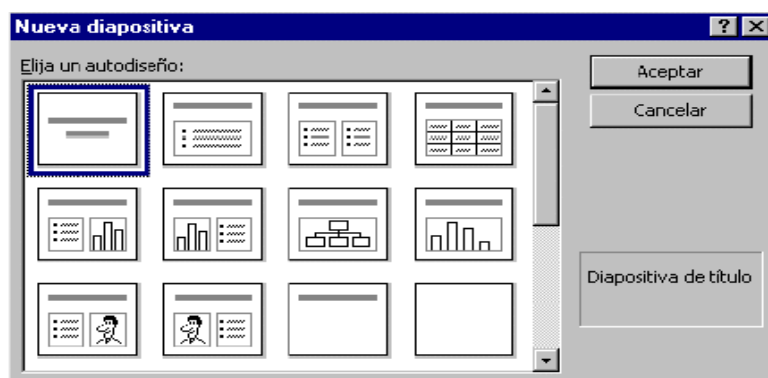 Nueva diapositiva
Elija un autodiseño:
Aceptar
Cancelar
Diapositiva de título